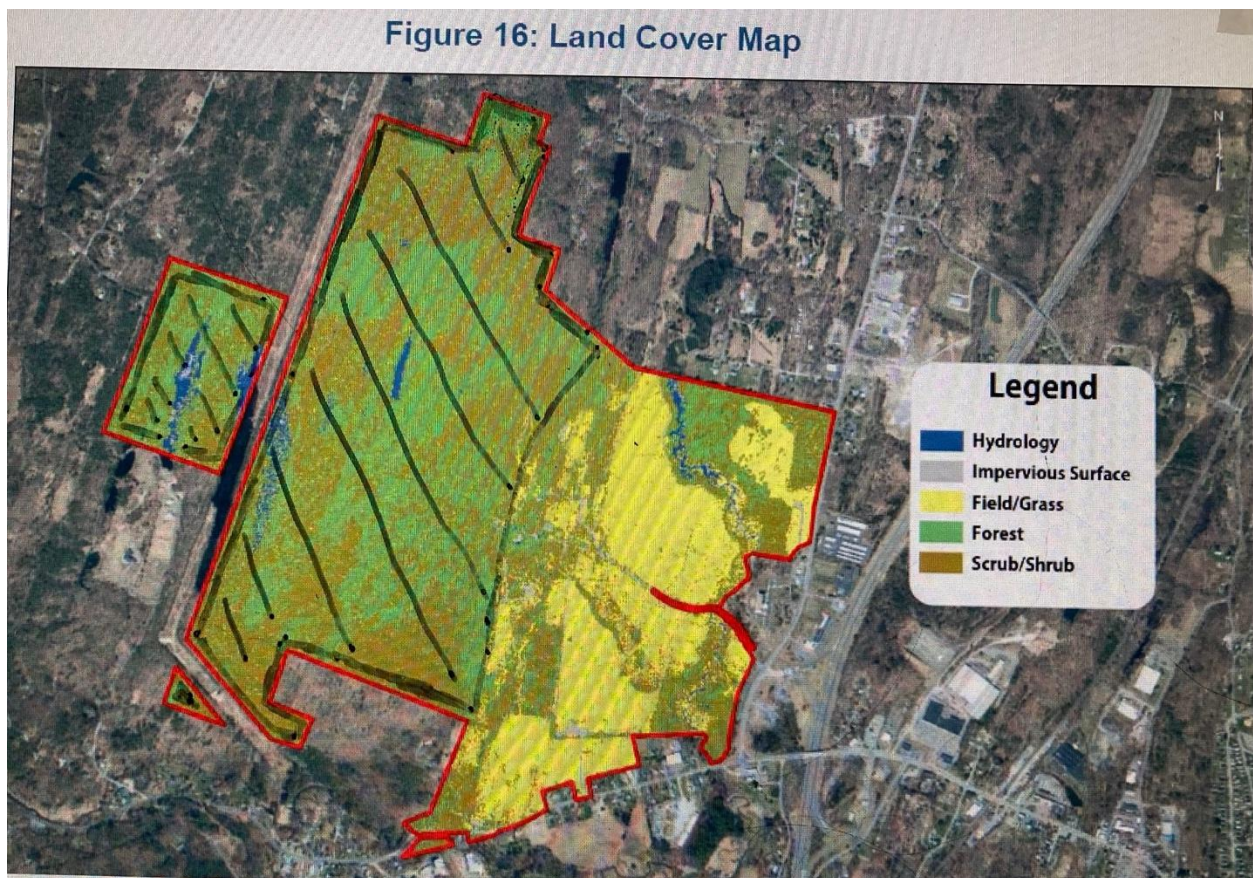 Figure 16: Land Cover Map
N
Legend
Hydrology
Impervious Surface
Field/Grass
Forest
Scrub/Shrub